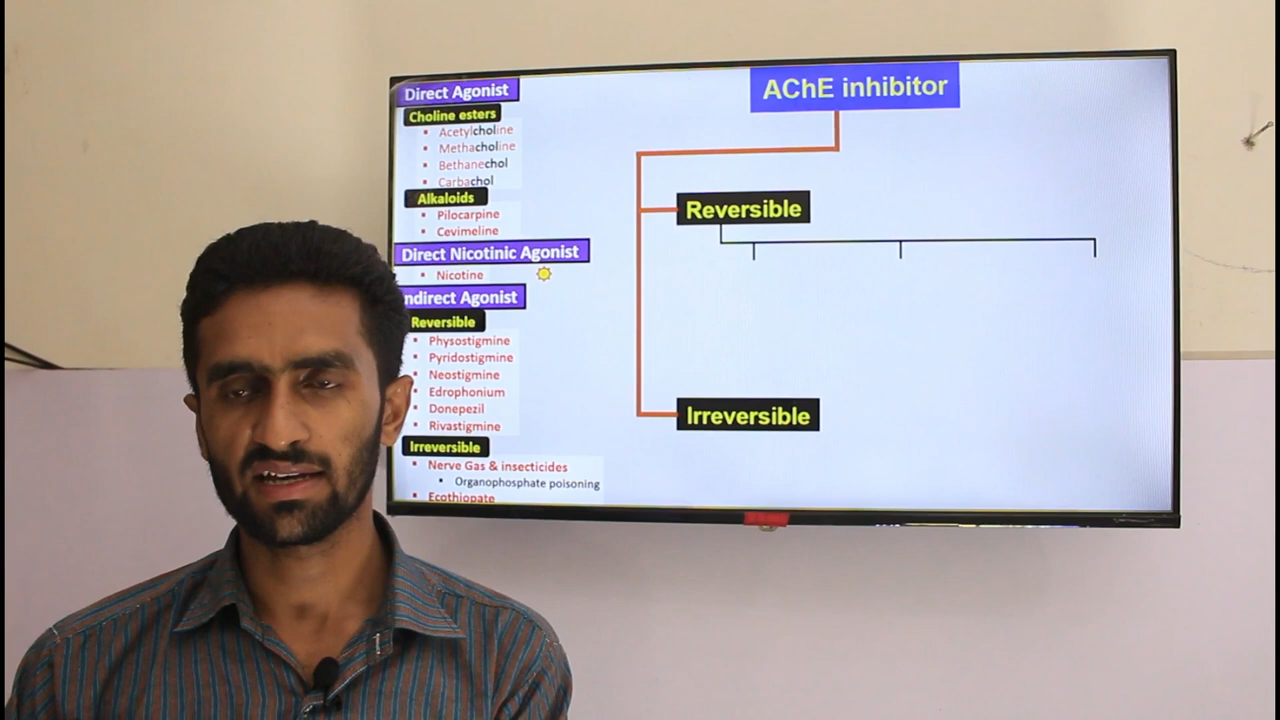 Direct Agonist
Choline esters
Acetylcholine
Methacholine
Bethanechol
Carbachol
Alkaloids
Pilocarpine
Cevimeline
Direct Nicotinic Agonist
Nicotine
ndirect Agonist
Reversible
Physostigmine
Pyridostigmine
Neostigmine
Edrophonium
Donepezil
Rivastigmine
Irreversible
Nerve Gas & insecticides
Organophosphate poisoning
Ecothiopate
AChE inhibitor
Reversible
Irreversible